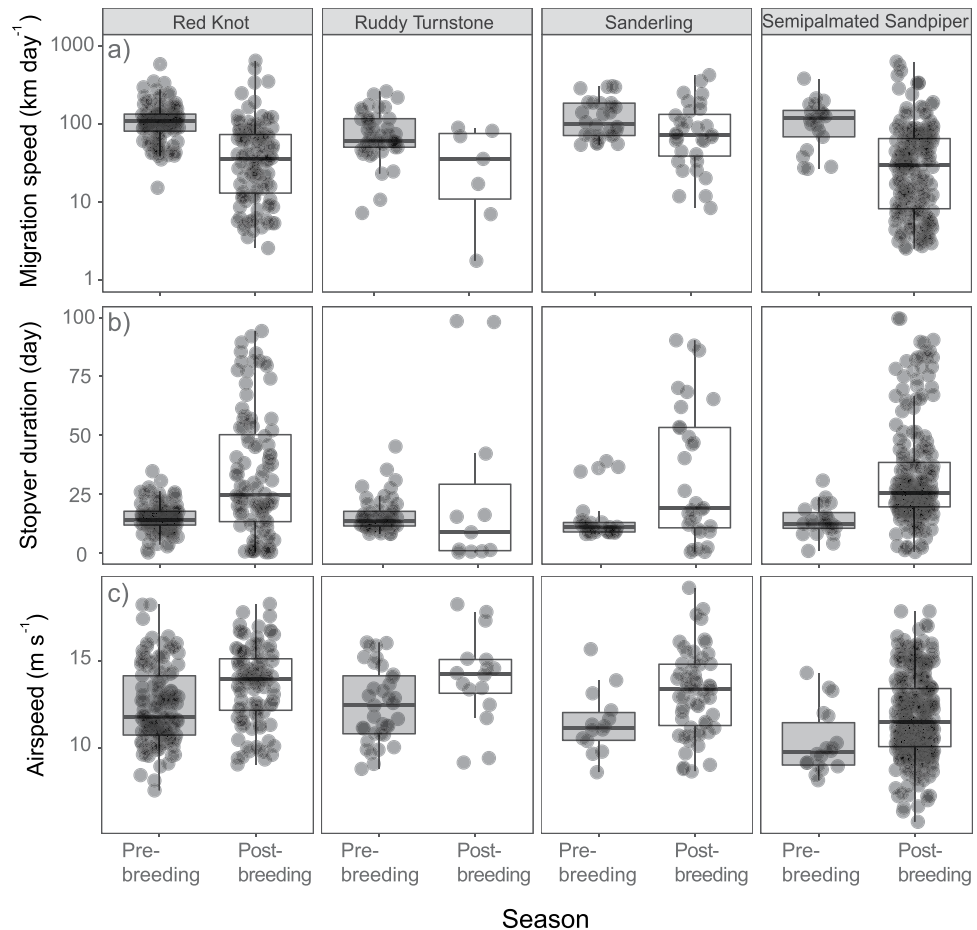 Red Knot
Ruddy Turnstone
Sanderling
Semipalmated Sandpiper
Migration speed (km day⁻¹)
a)
1000
100
10
1
Stopver duration (day)
b)
100
75
50
25
0
Airspeed (m s⁻¹)
c)
15
10
Pre-
breeding
Post-
breeding
Pre-
breeding
Post-
breeding
Pre-
breeding
Post-
breeding
Pre-
breeding
Post-
breeding
Season